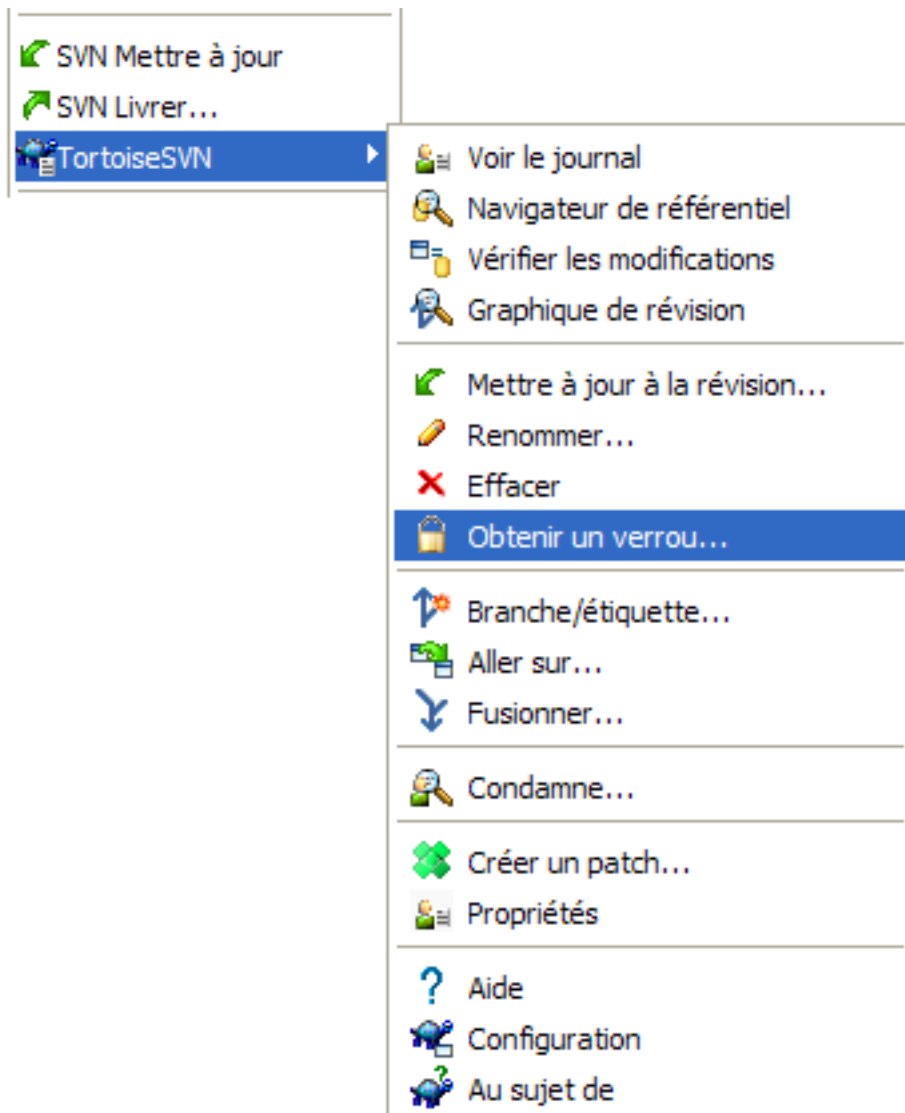 SVN Mettre à jour
SVN Livrer...
TortoiseSVN
Voir le journal
Navigateur de référentiel
Vérifier les modifications
Graphique de révision
Mettre à jour à la révision...
Renommer...
Effacer
Obtenir un verrou...
Branche/étiquette...
Aller sur...
Fusionner...
Condamne...
Créer un patch...
Propriétés
Aide
Configuration
Au sujet de